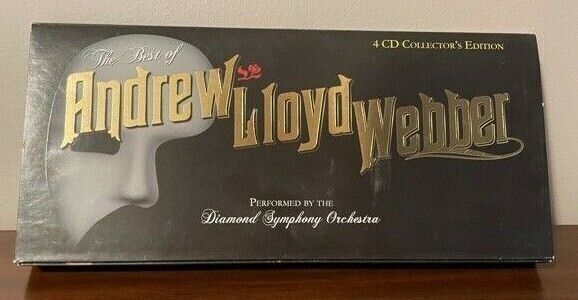 4 CD Collector's Edition
The Best of
Andrew Lloyd Webber
Performed by the
Diamond Symphony Orchestra